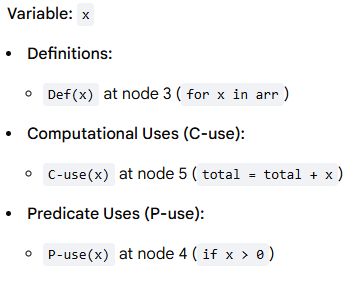 Variable: x
• Definitions:
○ Def(x) at node 3 ( for x in arr )
• Computational Uses (C-use):
○ C-use(x) at node 5 ( total = total + x )
• Predicate Uses (P-use):
○ P-use(x) at node 4 ( if x > 0 )